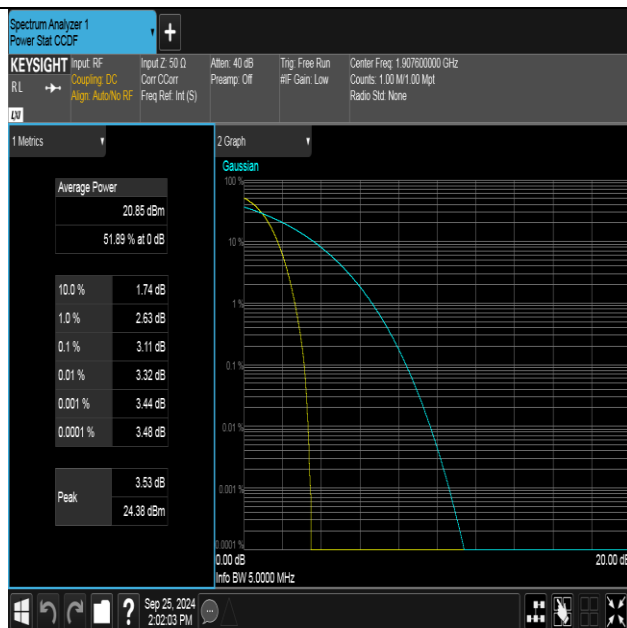 Spectrum Analyzer 1
Power Stat CCDF
+
KEYSIGHT
RL
LXI
Input: RF
Coupling: DC
Align: Auto/No RF
Input Z: 50 Ω
Corr CCorr
Freq Ref: Int (S)
Atten: 40 dB
Preamp: Off
Trig: Free Run
#IF Gain: Low
Center Freq: 1.907600000 GHz
Counts: 1.00 M/1.00 Mpt
Radio Std: None
1 Metrics
Average Power
20.85 dBm
51.89 % at 0 dB
10.0 % 1.74 dB
1.0 % 2.63 dB
0.1 % 3.11 dB
0.01 % 3.32 dB
0.001 % 3.44 dB
0.0001 % 3.48 dB
Peak
3.53 dB
24.38 dBm
2 Graph
Gaussian
100 %
10 %
1 %
0.1 %
0.01 %
0.001 %
0.0001 %
0.00 dB 20.00 dB
Info BW 5.0000 MHz
?
Sep 25, 2024
2:02:03 PM